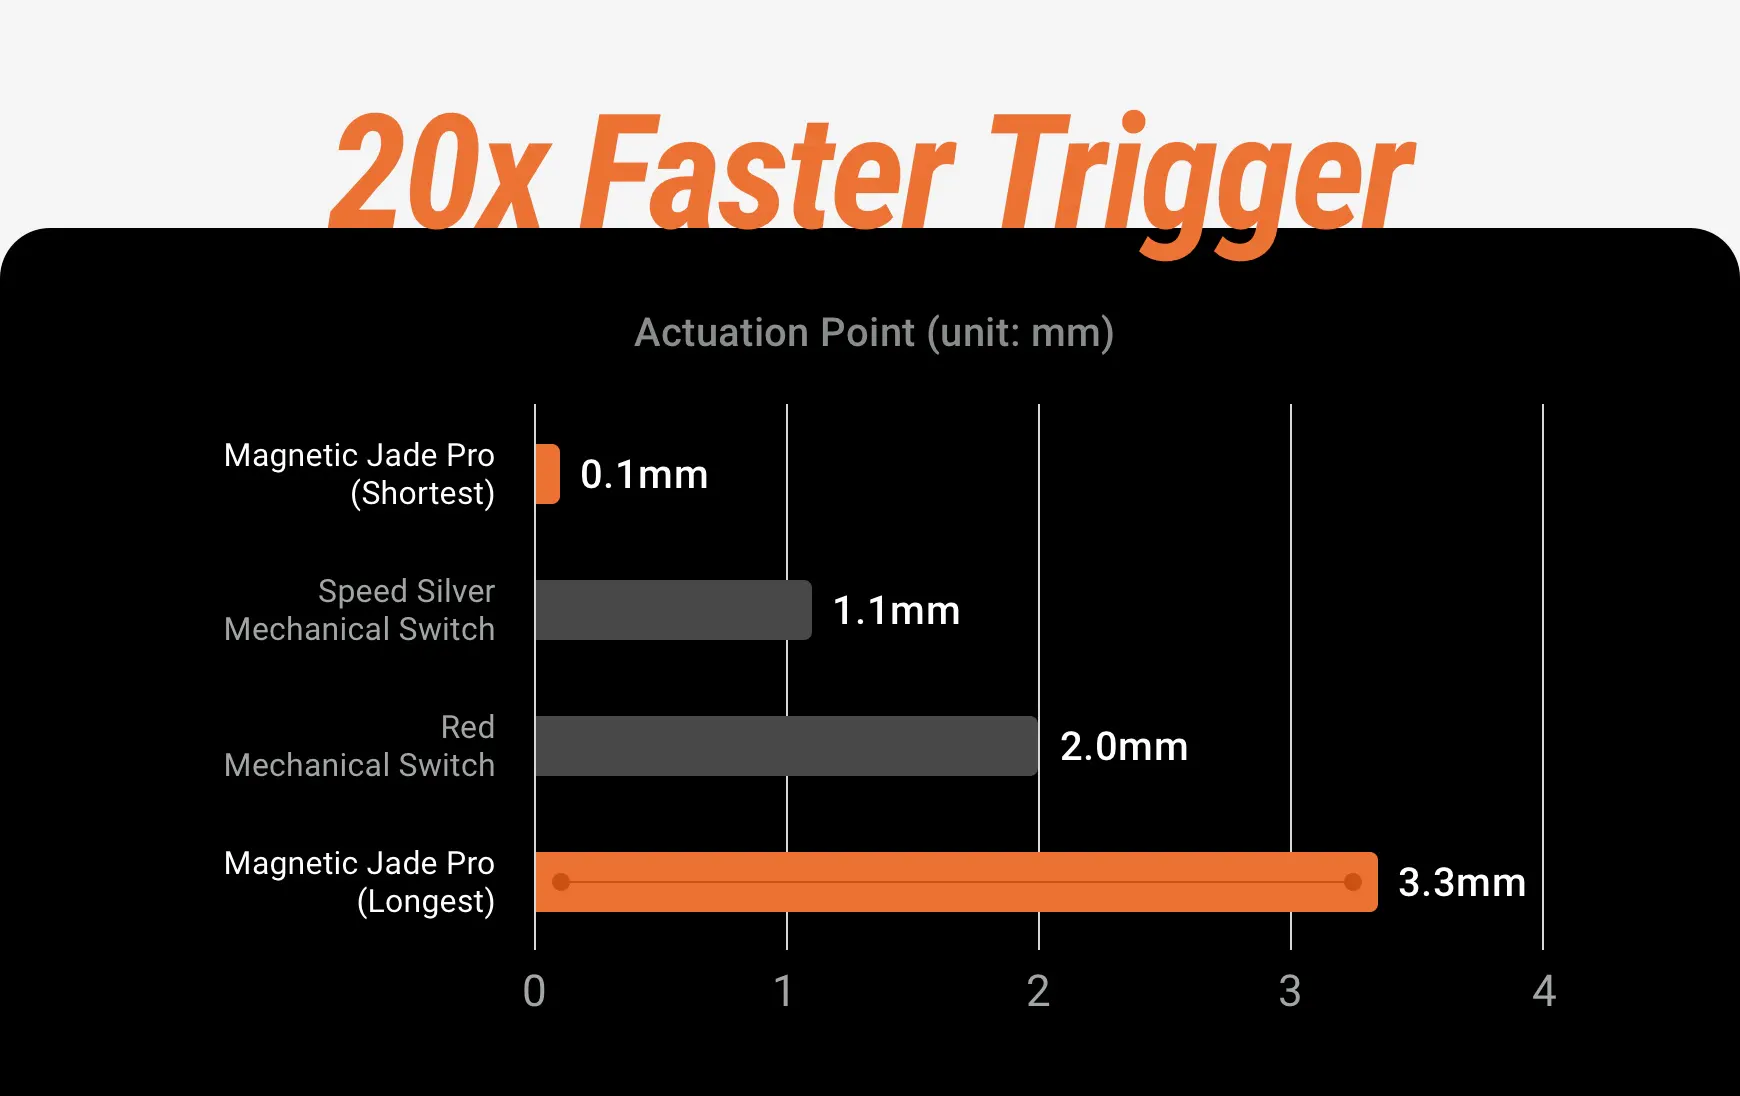 20x Faster Trigger
Actuation Point (unit: mm)
Magnetic Jade Pro
(Shortest)
0.1mm
Speed Silver
Mechanical Switch
1.1mm
Red
Mechanical Switch
2.0mm
Magnetic Jade Pro
(Longest)
3.3mm
0 1 2 3 4